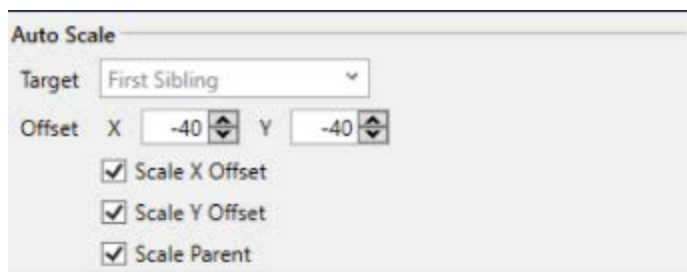 Auto Scale
Target First Sibling
Offset X -40 Y -40
Scale X Offset
Scale Y Offset
Scale Parent